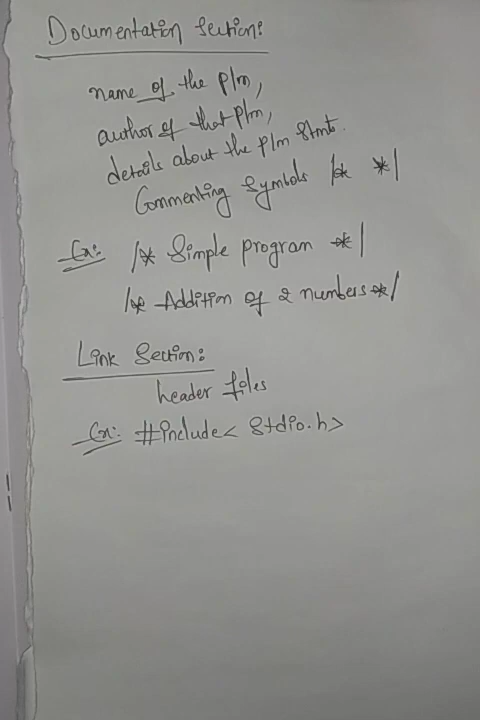 Documentation Section:
name of the p/m,
author of that p/m,
details about the p/m stmts.
Commenting Symbols /* */
Ex: /* Simple program */
/* Addition of 2 numbers */
Link Section:
header files
Ex: #include< stdio.h>